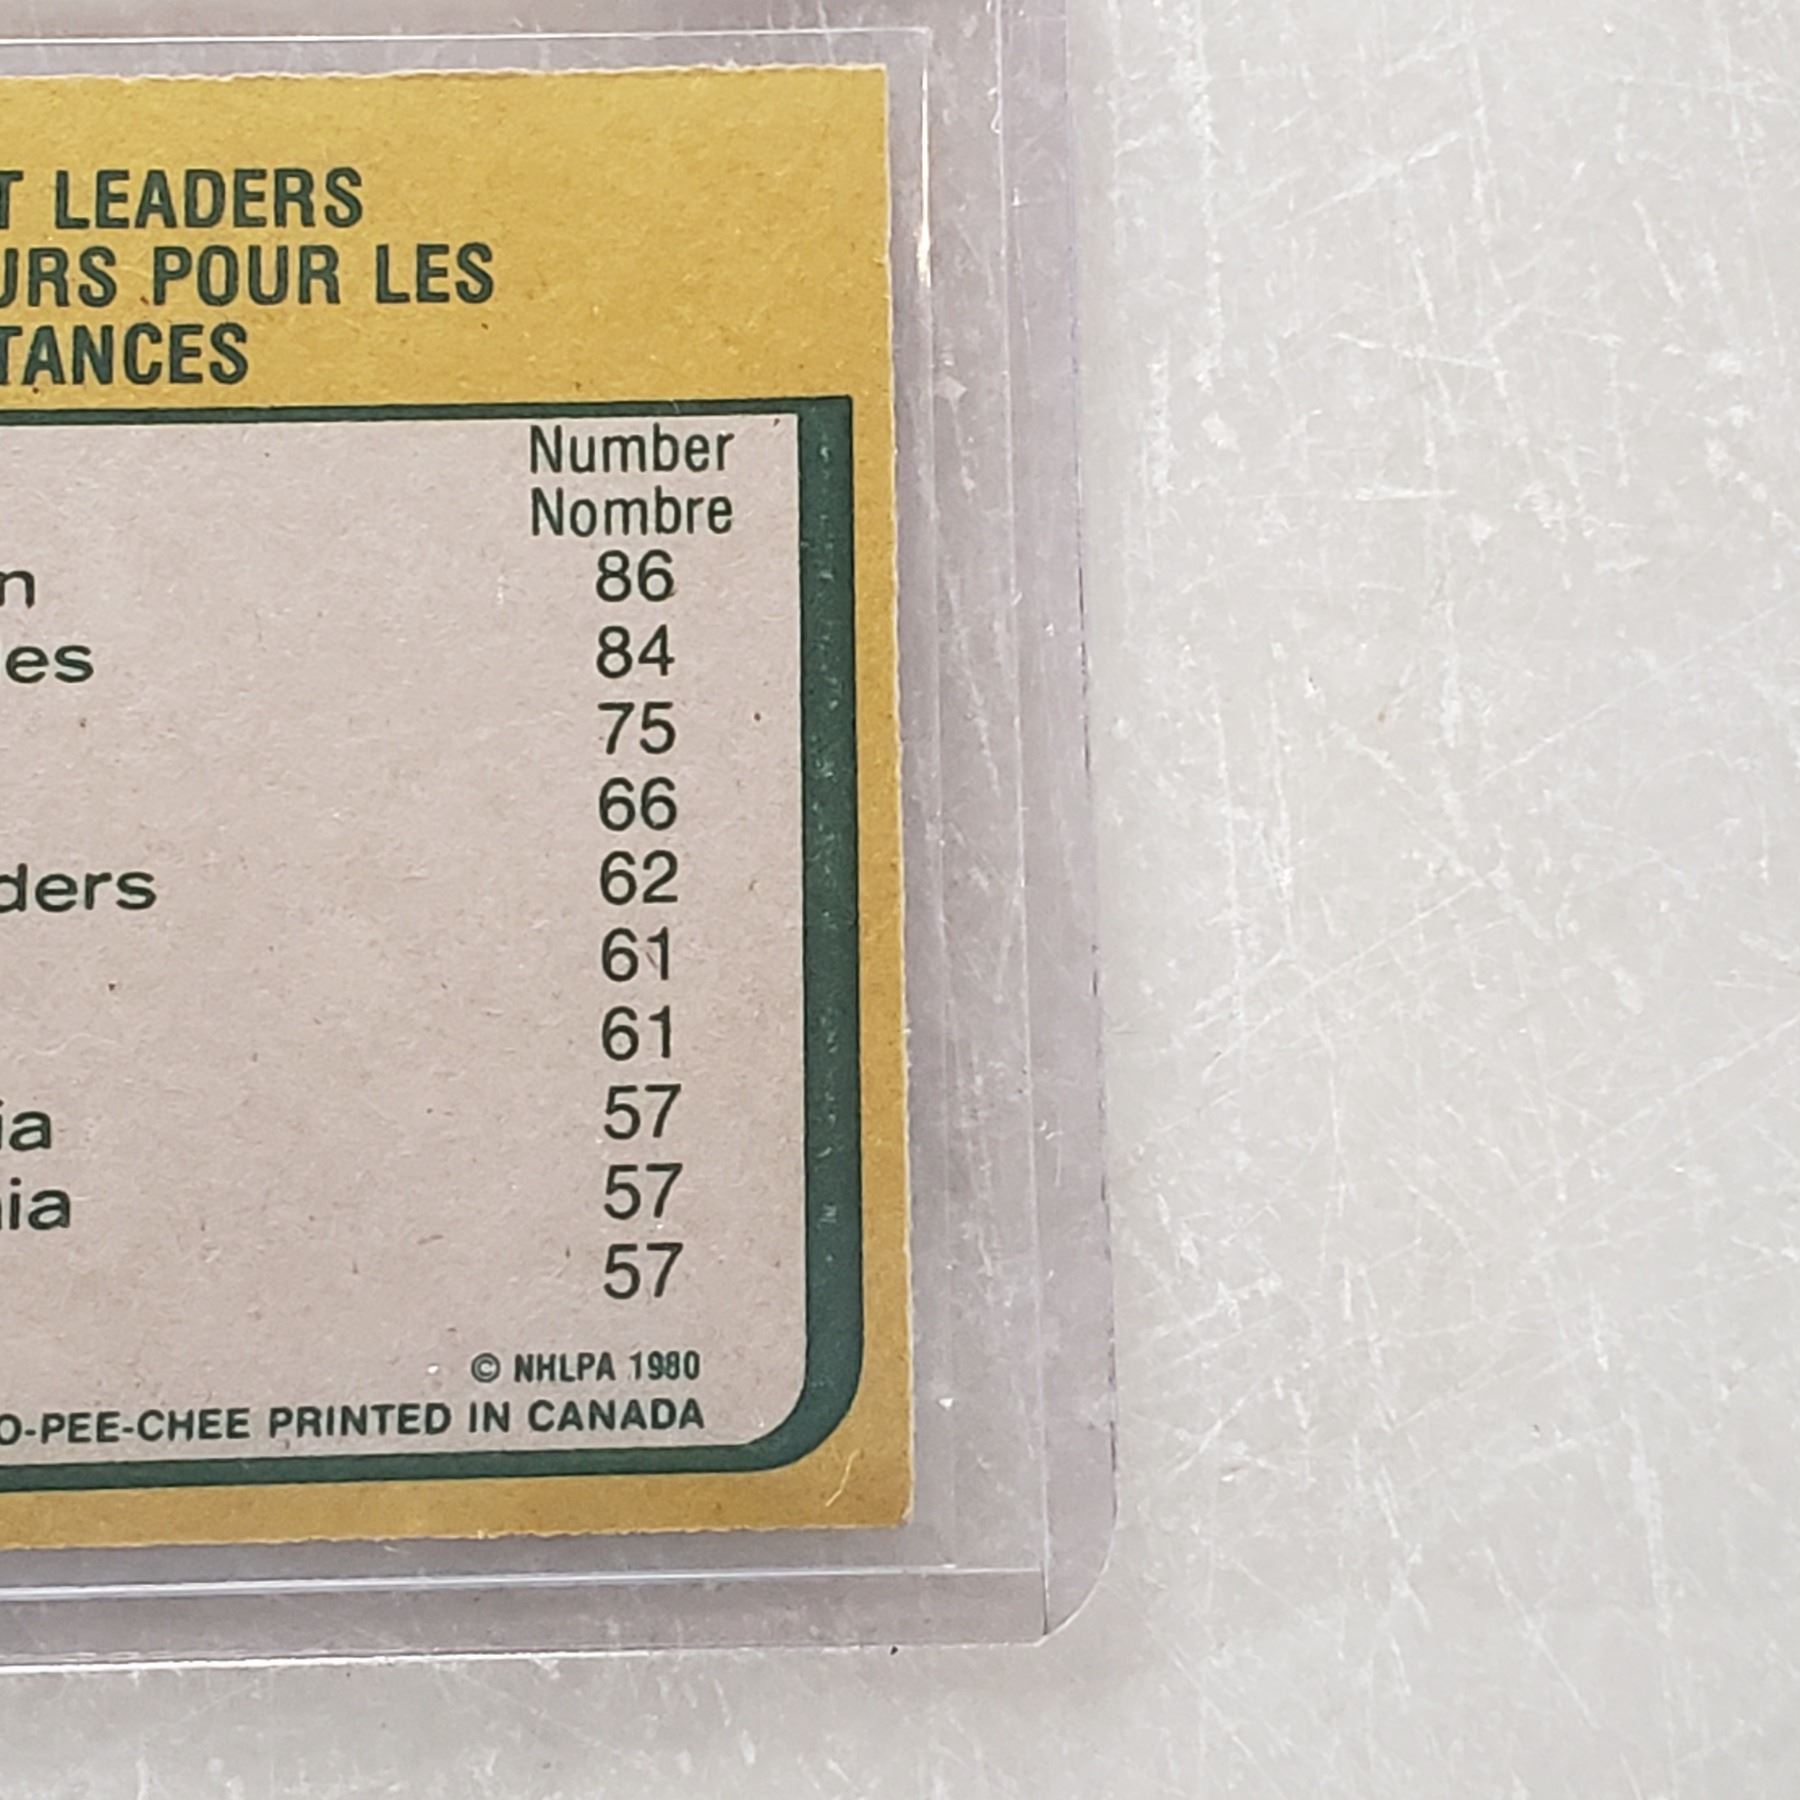 T LEADERS
URS POUR LES
TANCES
Number
Nombre
n 86
es 84
75
66
ders 62
61
61
ia 57
nia 57
57
© NHLPA 1980
O-PEE-CHEE PRINTED IN CANADA